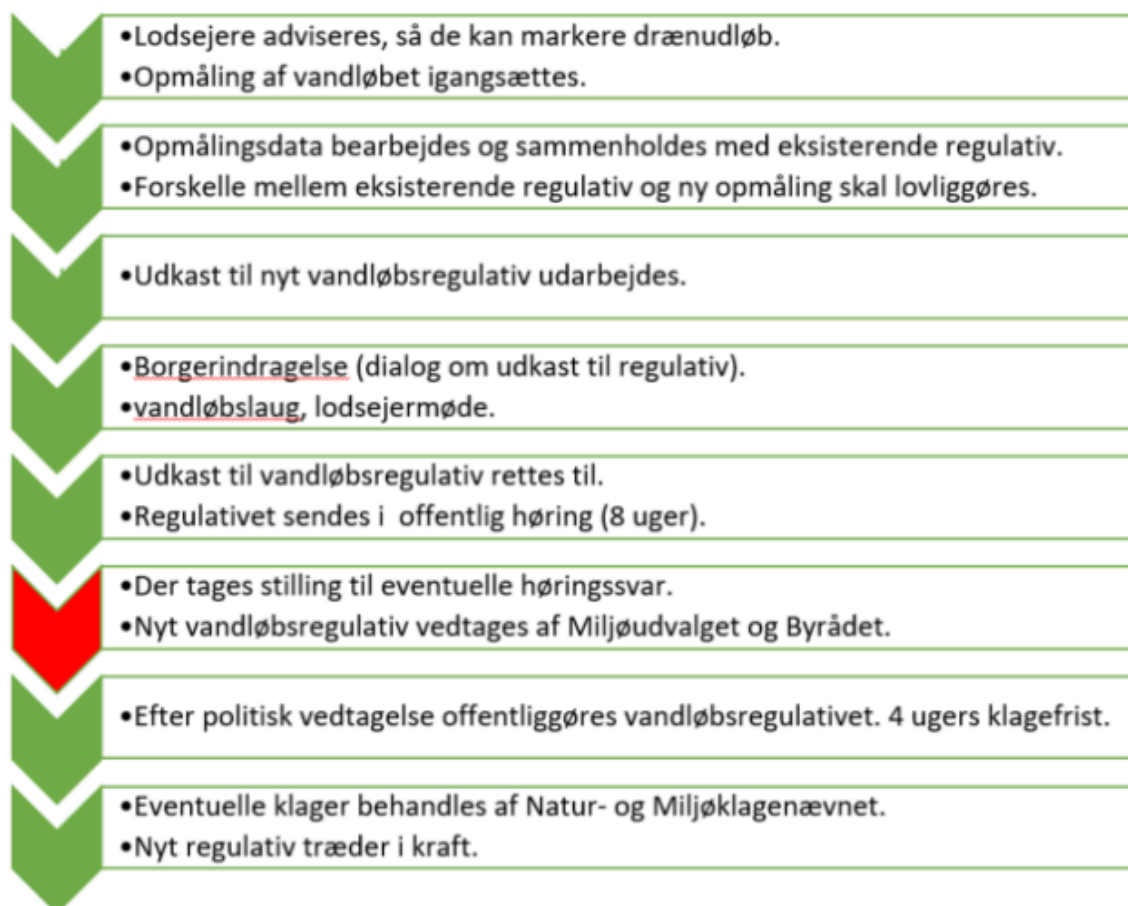 •Lodsejere adviseres, så de kan markere drænudløb.
•Opmåling af vandløbet igangsættes.
•Opmålingsdata bearbejdes og sammenholdes med eksisterende regulativ.
•Forskelle mellem eksisterende regulativ og ny opmåling skal lovliggøres.
•Udkast til nyt vandløbsregulativ udarbejdes.
•Borgerindragelse (dialog om udkast til regulativ).
•vandløbslaug, lodsejermøde.
•Udkast til vandløbsregulativ rettes til.
•Regulativet sendes i  offentlig høring (8 uger).
•Der tages stilling til eventuelle høringssvar.
•Nyt vandløbsregulativ vedtages af Miljøudvalget og Byrådet.
•Efter politisk vedtagelse offentliggøres vandløbsregulativet. 4 ugers klagefrist.
•Eventuelle klager behandles af Natur- og Miljøklagenævnet.
•Nyt regulativ træder i kraft.